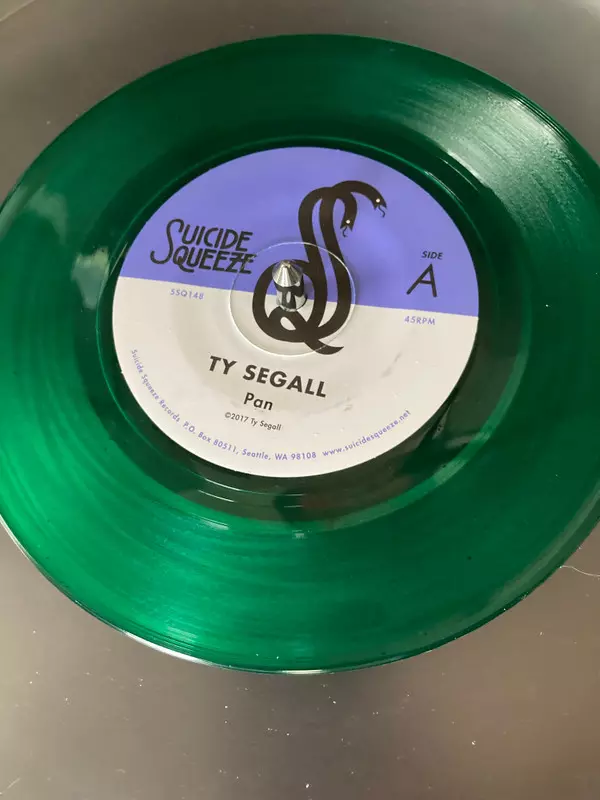 SUICIDE
SQUEEZE
SIDE
A
SSQ148
45RPM
TY SEGALL
Pan
©2017 Ty Segall
Suicide Squeeze Records P.O. Box 80511, Seattle, WA 98108 www.suicidesqueeze.net